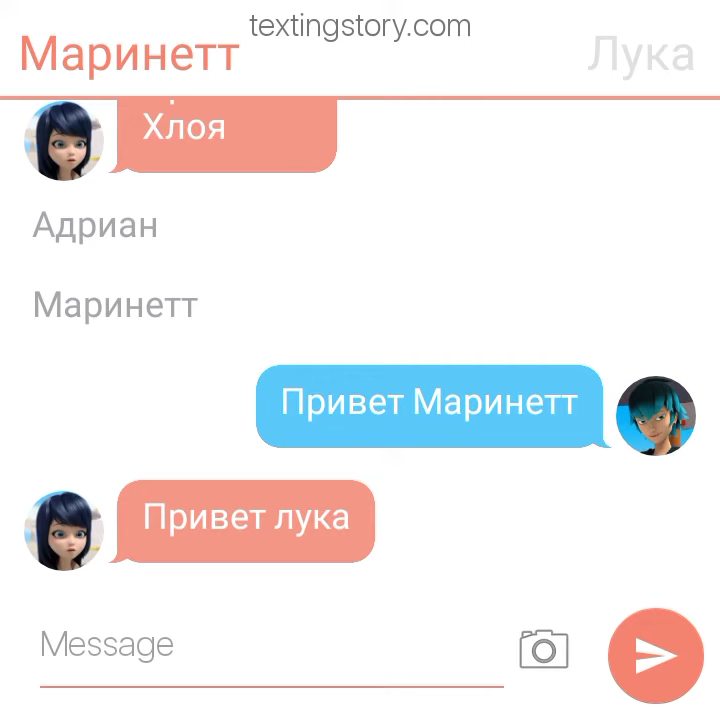 textingstory.com
Маринетт
Лука
Хлоя
Адриан
Маринетт
Привет Маринетт
Привет лука
Message